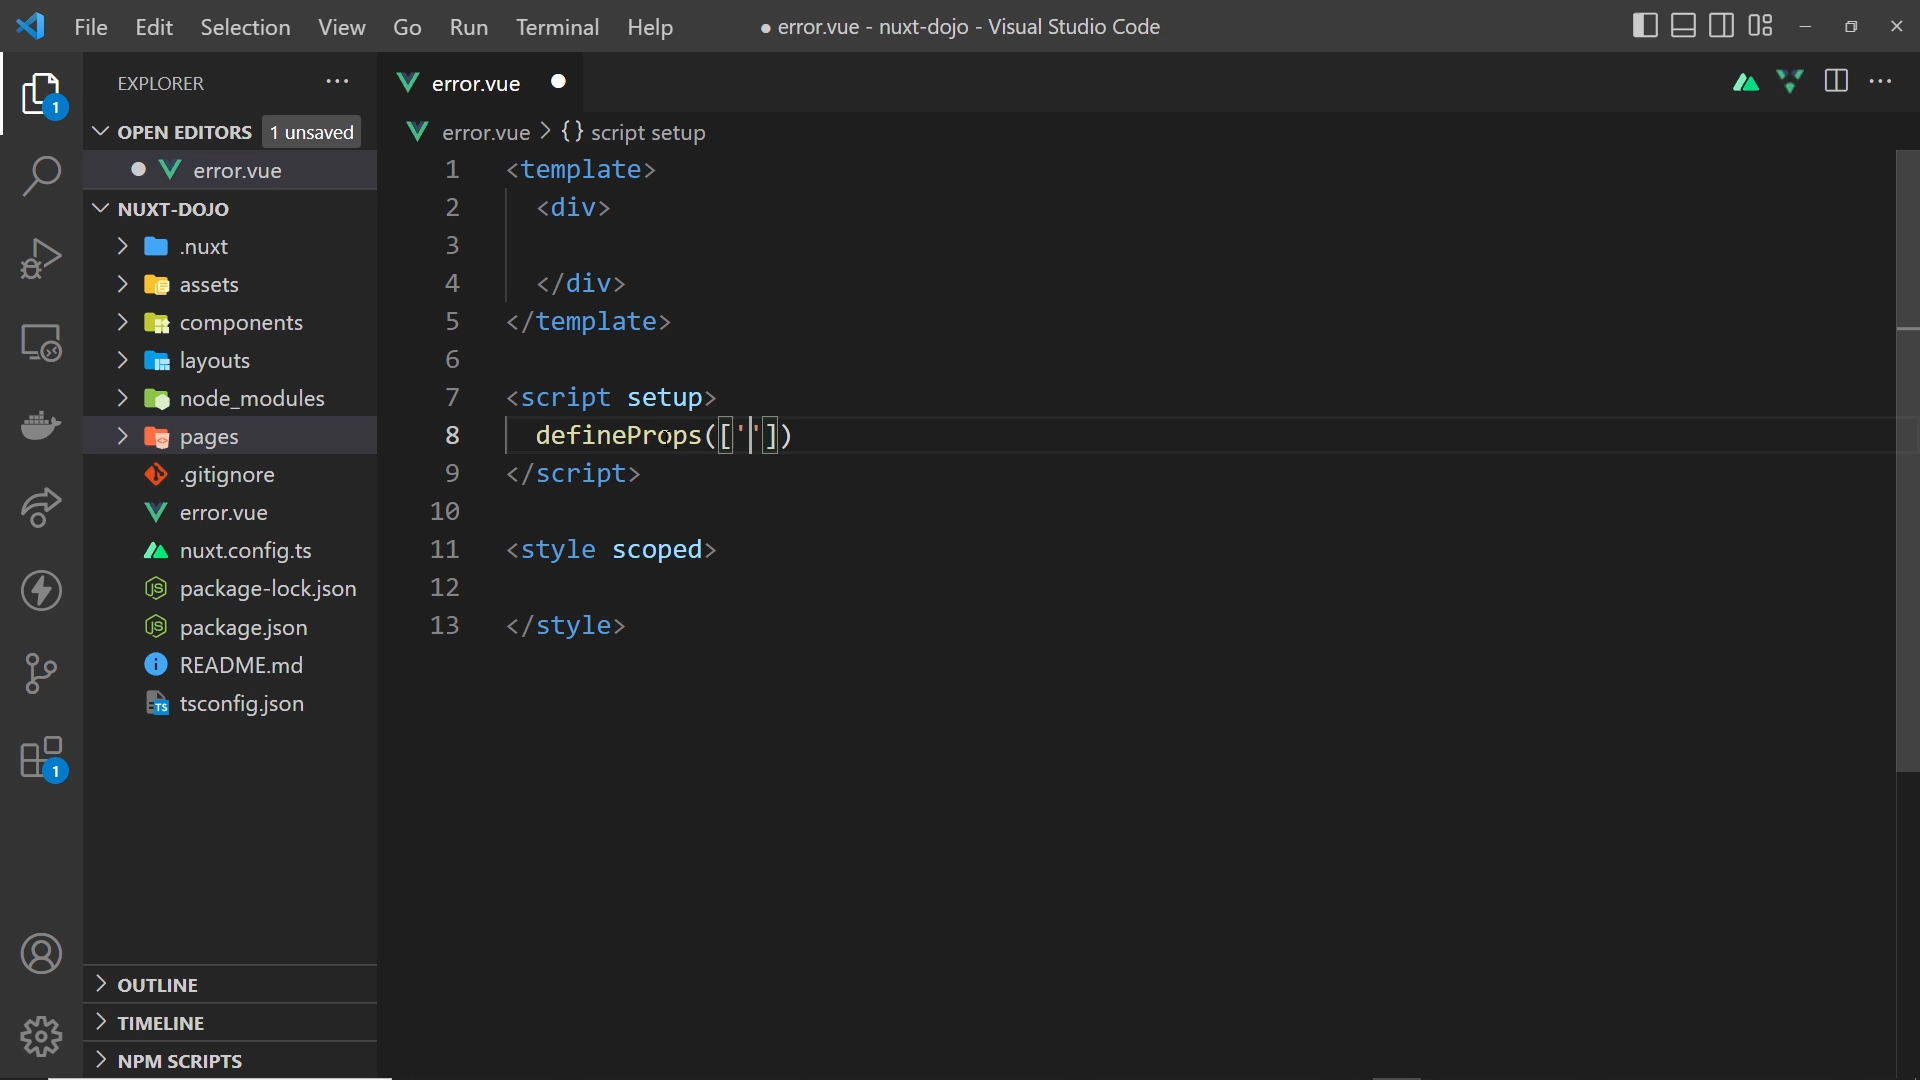 File Edit Selection View Go Run Terminal Help
● error.vue - nuxt-dojo - Visual Studio Code
EXPLORER
OPEN EDITORS 1 unsaved
error.vue
NUXT-DOJO
.nuxt
assets
components
layouts
node_modules
pages
.gitignore
error.vue
nuxt.config.ts
package-lock.json
package.json
README.md
tsconfig.json
OUTLINE
TIMELINE
NPM SCRIPTS
1
1
error.vue
error.vue > {} script setup
1 <template>
2 <div>
3
4 </div>
5 </template>
6
7 <script setup>
8 defineProps([''])
9 </script>
10
11 <style scoped>
12
13 </style>